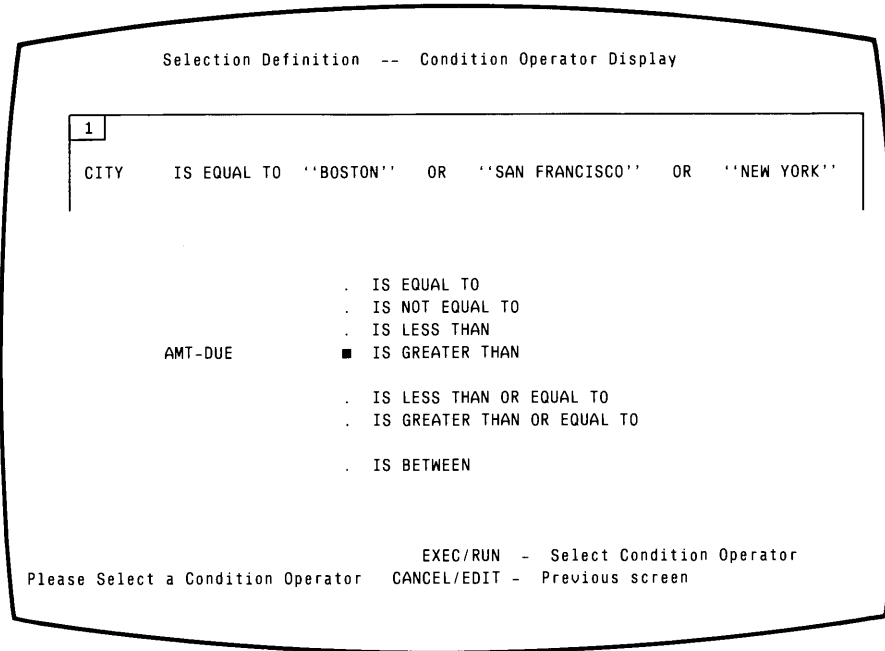 Selection Definition -- Condition Operator Display
1
CITY IS EQUAL TO ''BOSTON'' OR ''SAN FRANCISCO'' OR ''NEW YORK''
. IS EQUAL TO
. IS NOT EQUAL TO
. IS LESS THAN
AMT-DUE ■ IS GREATER THAN
. IS LESS THAN OR EQUAL TO
. IS GREATER THAN OR EQUAL TO
. IS BETWEEN
EXEC/RUN - Select Condition Operator
Please Select a Condition Operator CANCEL/EDIT - Previous screen